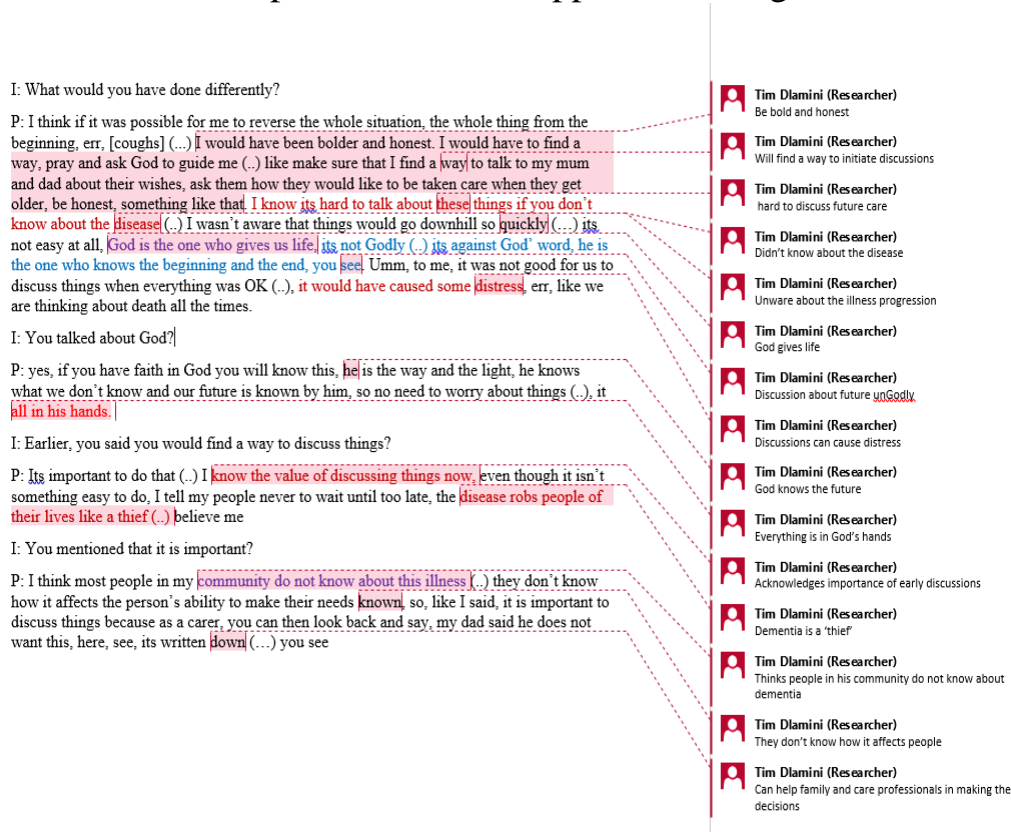 I: What would you have done differently?
P: I think if it was possible for me to reverse the whole situation, the whole thing from the
beginning, err, [coughs] (...) I would have been bolder and honest. I would have to find a
way, pray and ask God to guide me (..) like make sure that I find a way to talk to my mum
and dad about their wishes, ask them how they would like to be taken care when they get
older, be honest, something like that. I know its hard to talk about these things if you don't
know about the disease (..) I wasn't aware that things would go downhill so quickly (…) its
not easy at all, God is the one who gives us life, its not Godly (..) its against God' word, he is
the one who knows the beginning and the end, you see. Umm, to me, it was not good for us to
discuss things when everything was OK (..), it would have caused some distress, err, like we
are thinking about death all the times.
I: You talked about God?
P: yes, if you have faith in God you will know this, he is the way and the light, he knows
what we don't know and our future is known by him, so no need to worry about things (..), it
all in his hands.
I: Earlier, you said you would find a way to discuss things?
P: Its important to do that (..) I know the value of discussing things now, even though it isn't
something easy to do, I tell my people never to wait until too late, the disease robs people of
their lives like a thief (..) believe me
I: You mentioned that it is important?
P: I think most people in my community do not know about this illness (..) they don't know
how it affects the person's ability to make their needs known, so, like I said, it is important to
discuss things because as a carer, you can then look back and say, my dad said he does not
want this, here, see, its written down (…) you see
Tim Dlamini (Researcher)
Be bold and honest
Tim Dlamini (Researcher)
Will find a way to initiate discussions
Tim Dlamini (Researcher)
hard to discuss future care
Tim Dlamini (Researcher)
Didn't know about the disease
Tim Dlamini (Researcher)
Unware about the illness progression
Tim Dlamini (Researcher)
God gives life
Tim Dlamini (Researcher)
Discussion about future unGodly
Tim Dlamini (Researcher)
Discussions can cause distress
Tim Dlamini (Researcher)
God knows the future
Tim Dlamini (Researcher)
Everything is in God's hands
Tim Dlamini (Researcher)
Acknowledges importance of early discussions
Tim Dlamini (Researcher)
Dementia is a 'thief'
Tim Dlamini (Researcher)
Thinks people in his community do not know about
dementia
Tim Dlamini (Researcher)
They don't know how it affects people
Tim Dlamini (Researcher)
Can help family and care professionals in making the
decisions